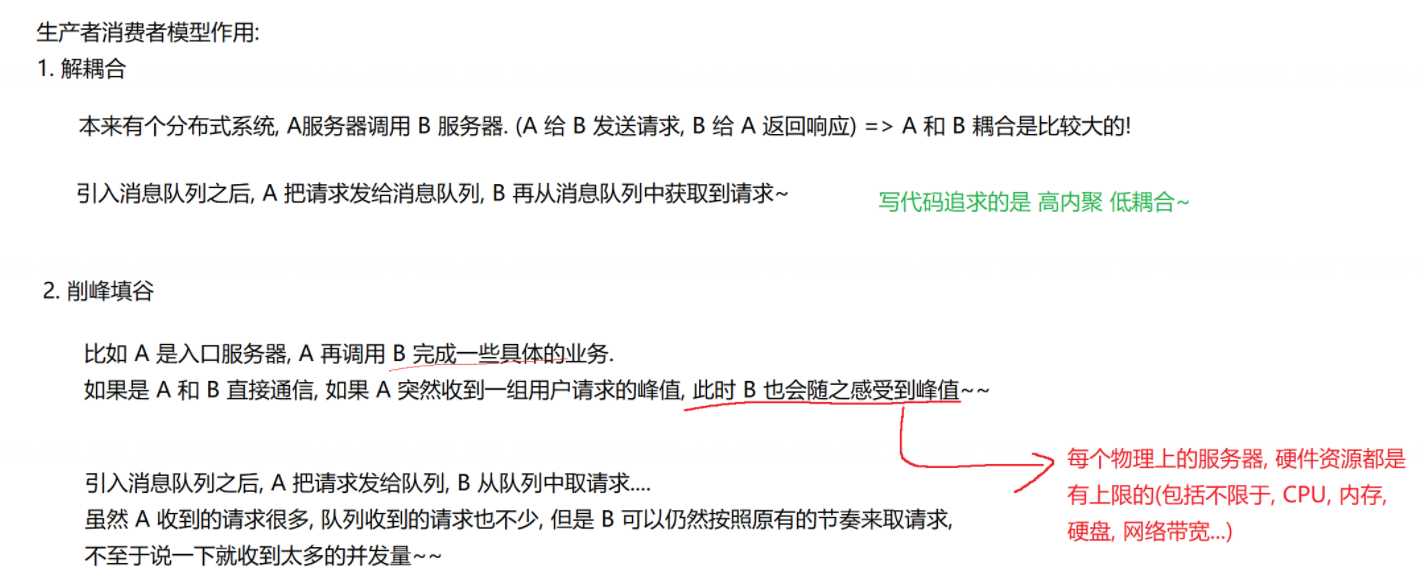 生产者消费者模型作用:
1. 解耦合
本来有个分布式系统, A服务器调用 B 服务器. (A 给 B 发送请求, B 给 A 返回响应) => A 和 B 耦合是比较大的!
引入消息队列之后, A 把请求发给消息队列, B 再从消息队列中获取到请求~
写代码追求的是 高内聚 低耦合~
2. 削峰填谷
比如 A 是入口服务器, A 再调用 B 完成一些具体的业务.
如果是 A 和 B 直接通信, 如果 A 突然收到一组用户请求的峰值, 此时 B 也会随之感受到峰值~~
每个物理上的服务器, 硬件资源都是
有上限的(包括不限于, CPU, 内存,
硬盘, 网络带宽...)
引入消息队列之后, A 把请求发给队列, B 从队列中取请求....
虽然 A 收到的请求很多, 队列收到的请求也不少, 但是 B 可以仍然按照原有的节奏来取请求,
不至于说一下就收到太多的并发量~~